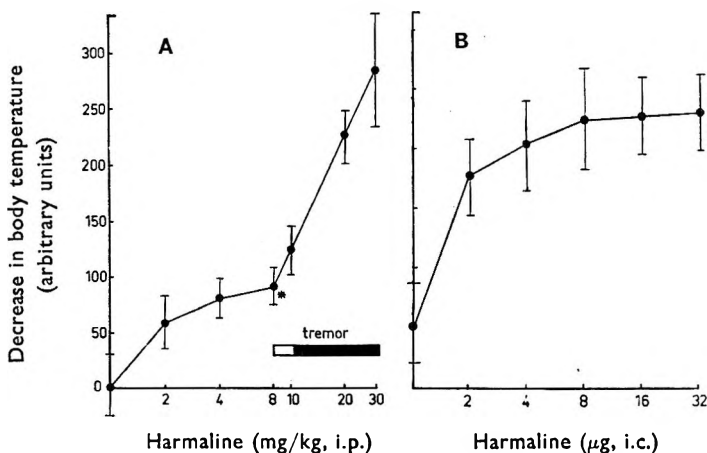 A
B
Decrease in body temperature
(arbitrary units)
300
250
200
150
100
50
0
*
tremor
2 4 8 10 20 30
2 4 8 16 32
Harmaline (mg/kg, i.p.)
Harmaline (μg, i.c.)